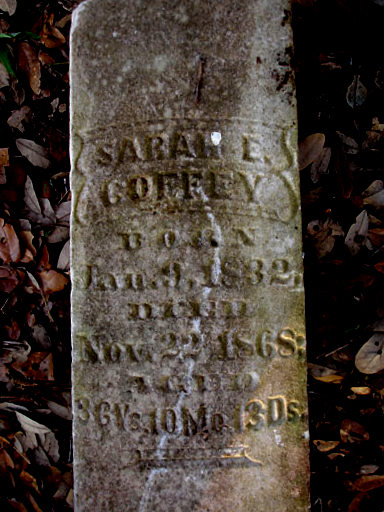 SARAH E.
COFFEY
BORN
Jan. 9, 1832;
DIED
Nov. 22, 1868;
AGED
36Ys. 10Mo. 13Ds.